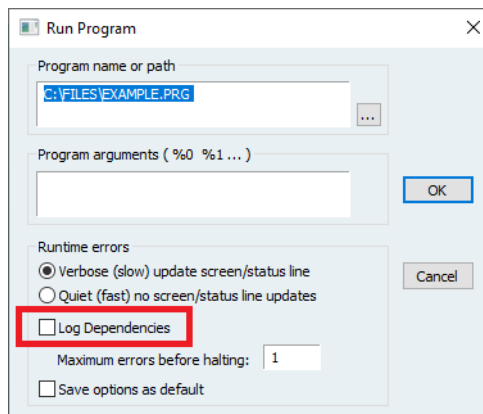 Run Program
Program name or path
C:\FILES\EXAMPLE.PRG
...
Program arguments ( %0 %1 ... )
OK
Runtime errors
Verbose (slow) update screen/status line
Cancel
Quiet (fast) no screen/status line updates
Log Dependencies
Maximum errors before halting: 1
Save options as default